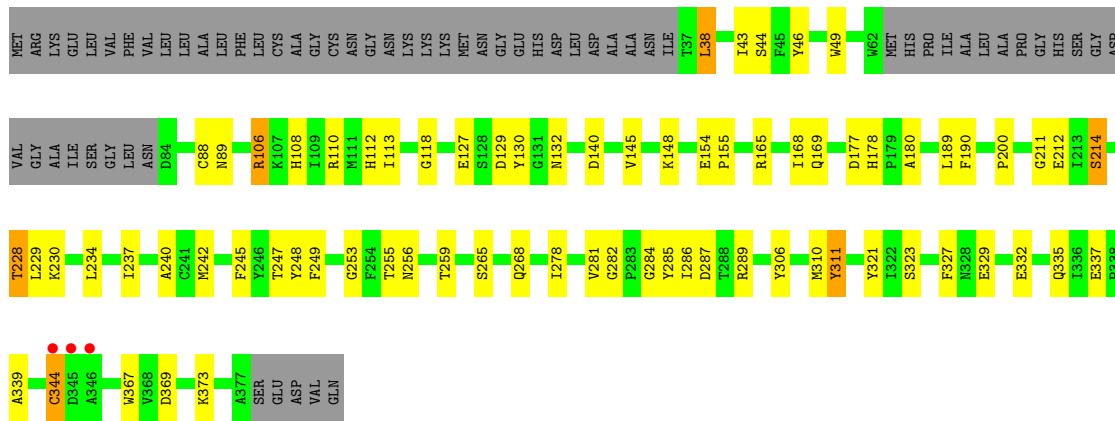 MET ARG LYS GLU LEU VAL PHE VAL LEU LEU ALA LEU PHE LEU CYS ALA GLY CYS ASN GLY ASN LYS LYS LYS MET ASN GLY GLU HIS ASP LEU ASP ALA ALA ASN ILE T37 L38 I43 S44 F45 Y46 W49 W62 MET HIS PRO ILE ALA LEU ALA PRO GLY HIS SER GLY ASP
VAL GLY ALA ILE SER GLY LEU ASN D84 C88 N89 R106 K107 H108 I109 R110 M111 H112 I113 G118 E127 S128 D129 Y130 G131 N132 D140 V145 K148 E154 P155 R165 I168 Q169 D177 H178 P179 A180 L189 F190 P200 G211 E212 I213 S214
T228 L229 K230 L234 I237 A240 C241 M242 F245 Y246 T247 Y248 F249 G253 F254 T255 N256 T259 S265 Q268 I278 V281 G282 P283 G284 Y285 I286 D287 T288 R289 Y306 M310 Y311 Y321 I322 S323 F327 N328 E329 E332 Q335 I336 E337 P338
A339 C344 D345 A346 W367 V368 D369 K373 A377 SER GLU ASP VAL GLN